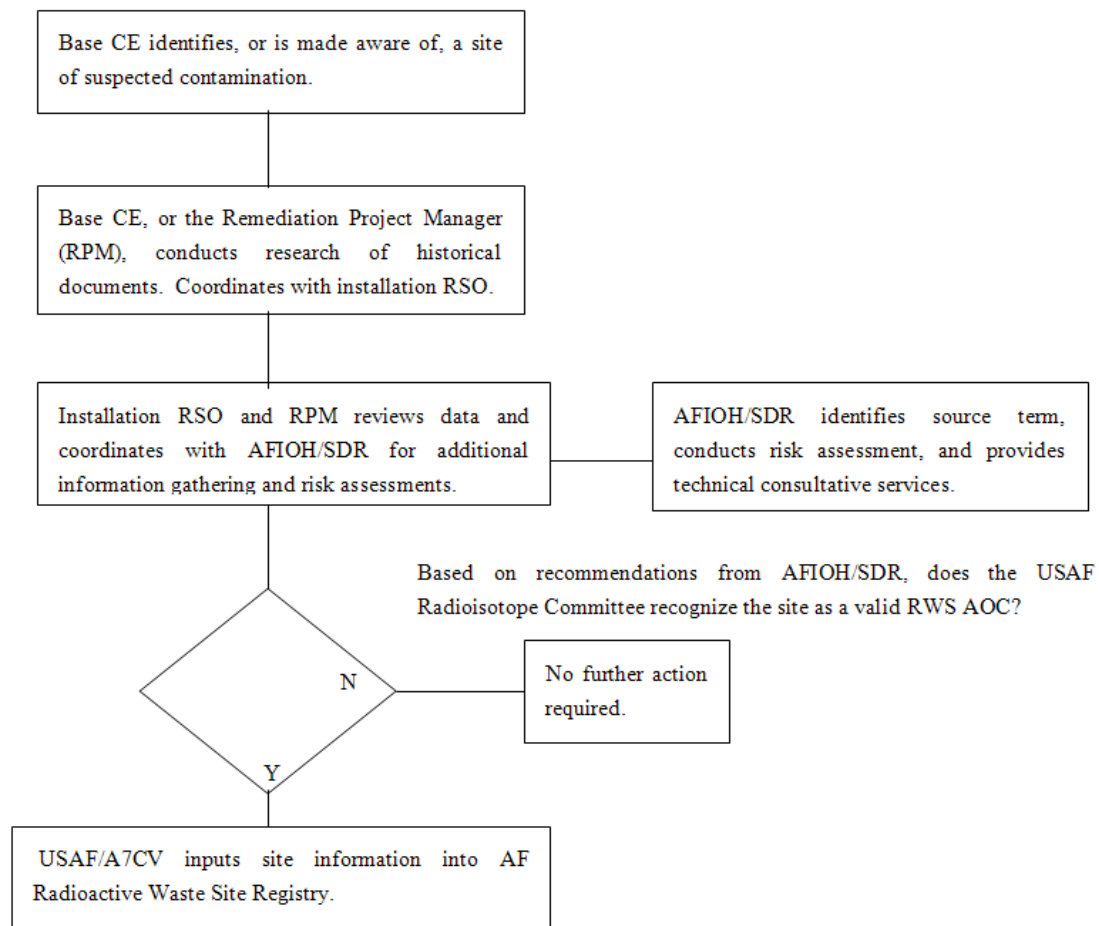 Base CE identifies, or is made aware of, a site
of suspected contamination.
Base CE, or the Remediation Project Manager
(RPM), conducts research of historical
documents. Coordinates with installation RSO.
Installation RSO and RPM reviews data and
coordinates with AFIOH/SDR for additional
information gathering and risk assessments.
AFIOH/SDR identifies source term,
conducts risk assessment, and provides
technical consultative services.
Based on recommendations from AFIOH/SDR, does the USAF
Radioisotope Committee recognize the site as a valid RWS AOC?
N
No further action
required.
Y
USAF/A7CV inputs site information into AF
Radioactive Waste Site Registry.